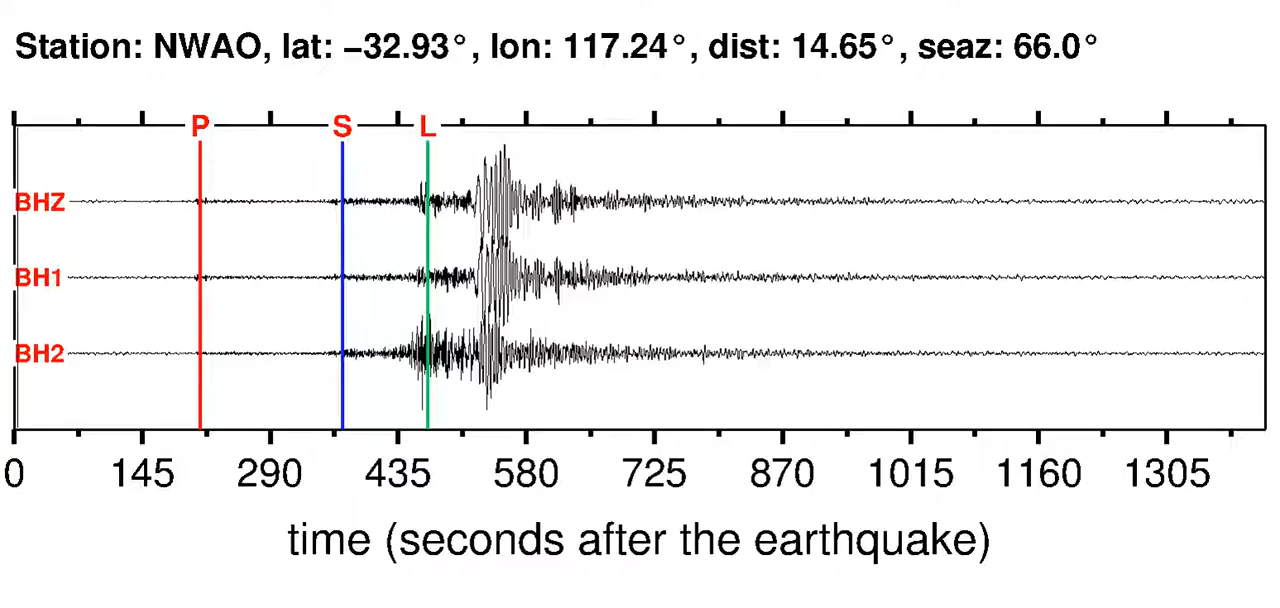 Station: NWAO, lat: −32.93°, lon: 117.24°, dist: 14.65°, seaz: 66.0°
P S L
BHZ
BH1
BH2
0 145 290 435 580 725 870 1015 1160 1305
time (seconds after the earthquake)